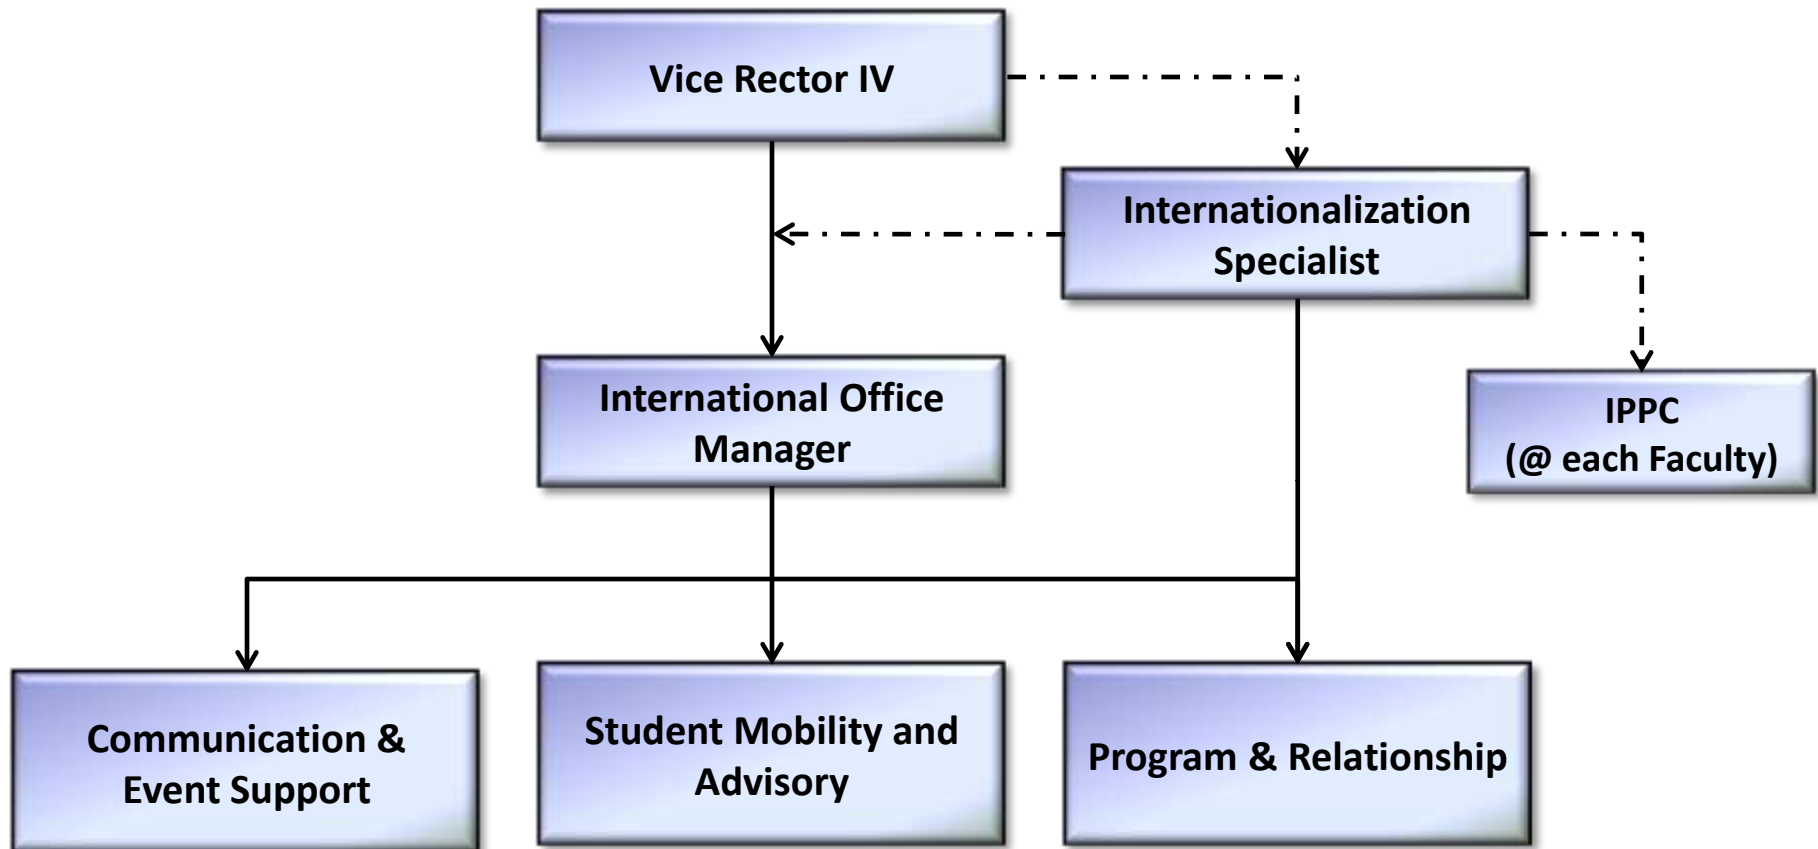 Vice Rector IV
Internationalization
Specialist
International Office
Manager
IPPC
(@ each Faculty)
Communication &
Event Support
Student Mobility and
Advisory
Program & Relationship